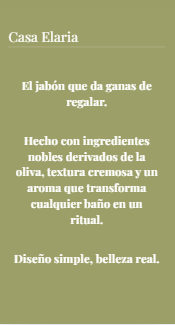 Casa Elaria
El jabón que da ganas de
regalar.
Hecho con ingredientes
nobles derivados de la
oliva, textura cremosa y un
aroma que transforma
cualquier baño en un
ritual.
Diseño simple, belleza real.